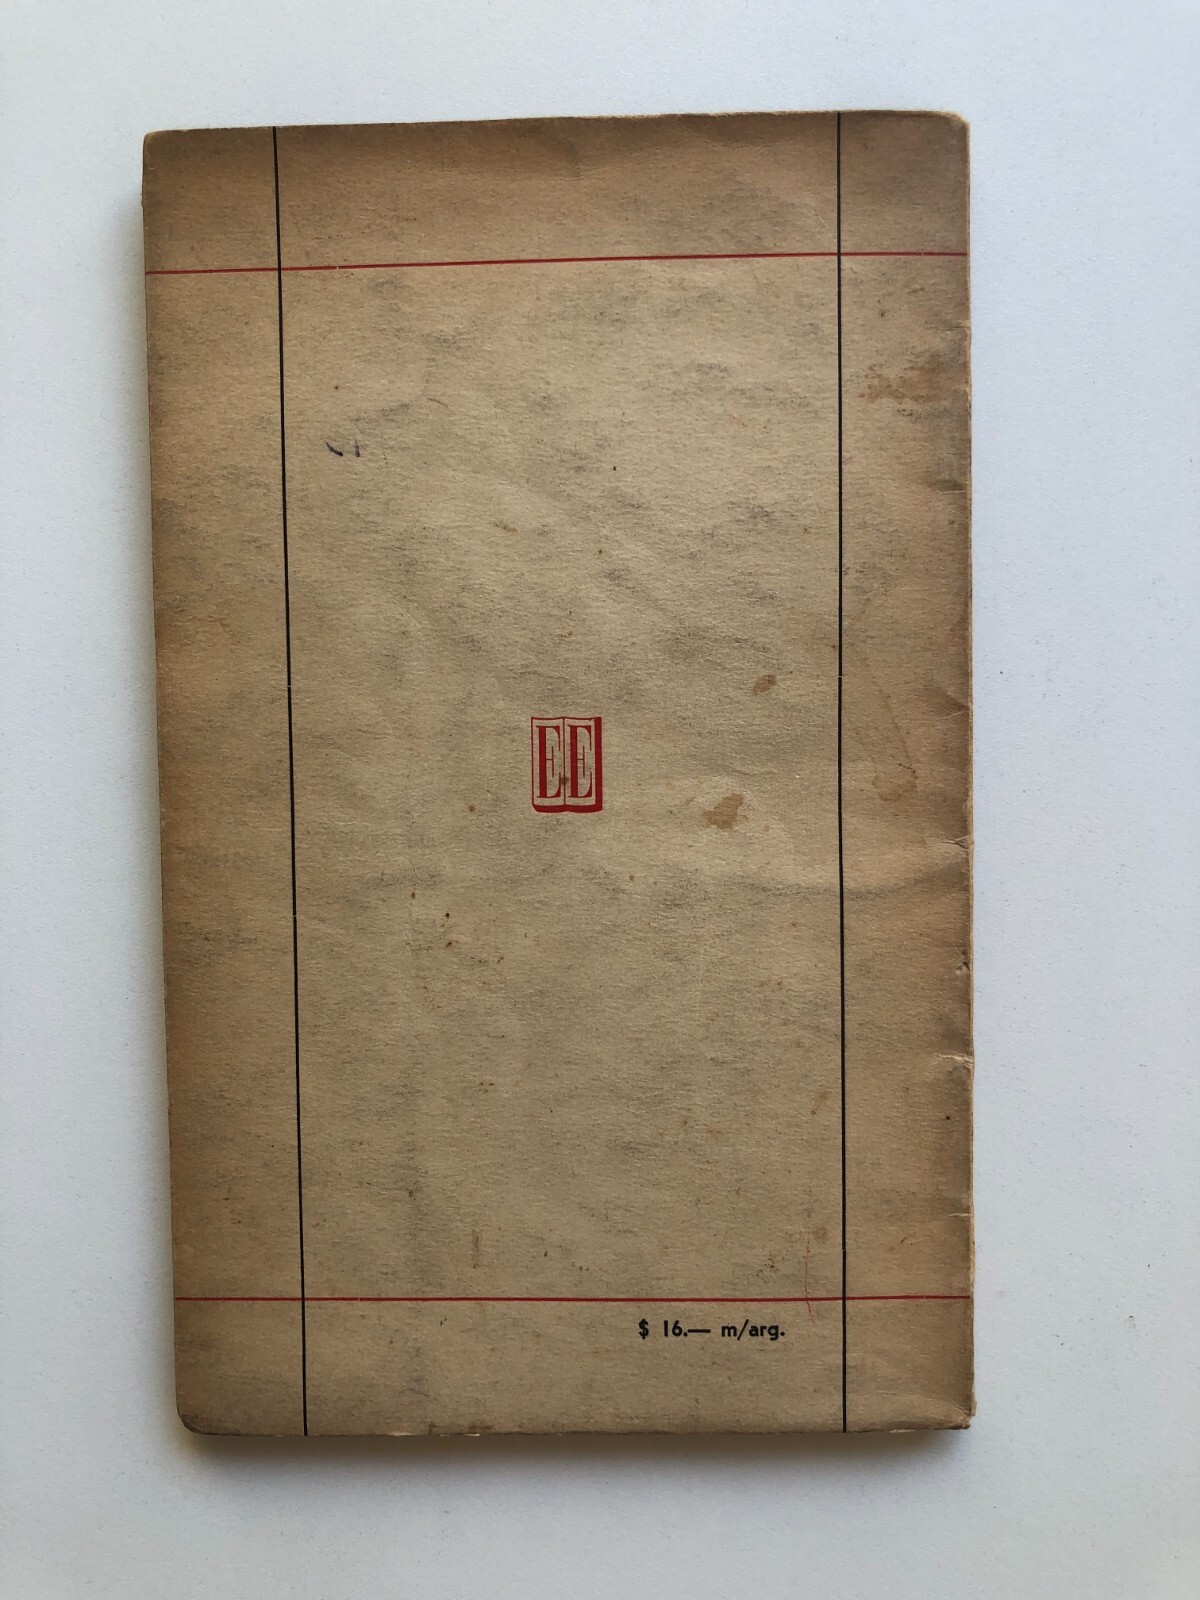 EE
$ 16.— m/arg.